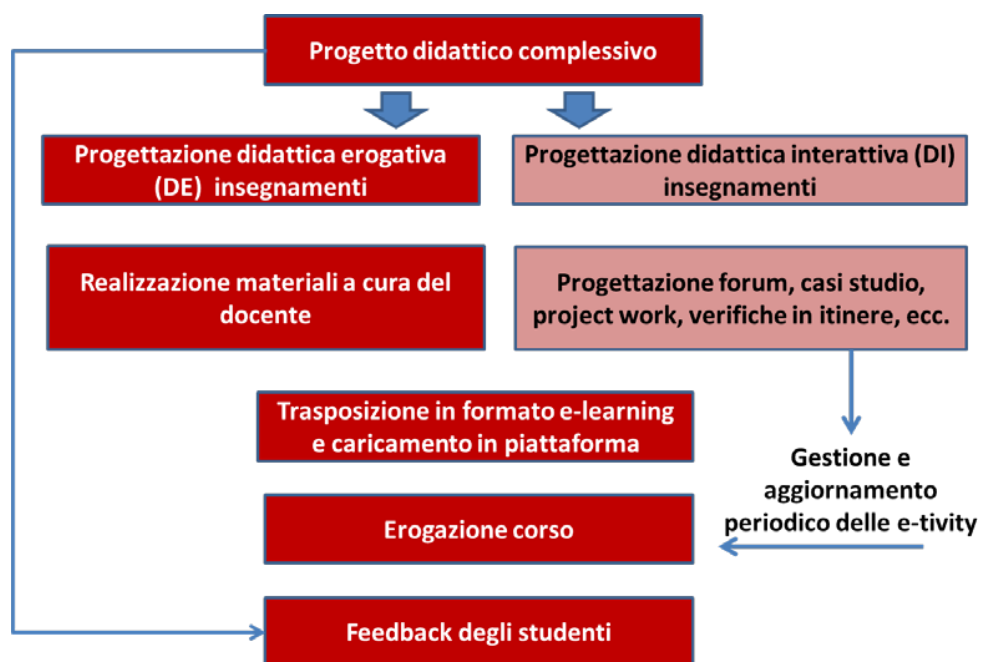 Progetto didattico complessivo
Progettazione didattica erogativa
(DE) insegnamenti
Progettazione didattica interattiva (DI)
insegnamenti
Realizzazione materiali a cura del
docente
Progettazione forum, casi studio,
project work, verifiche in itinere, ecc.
Trasposizione in formato e-learning
e caricamento in piattaforma
Gestione e
aggiornamento
periodico delle e-tivity
Erogazione corso
Feedback degli studenti